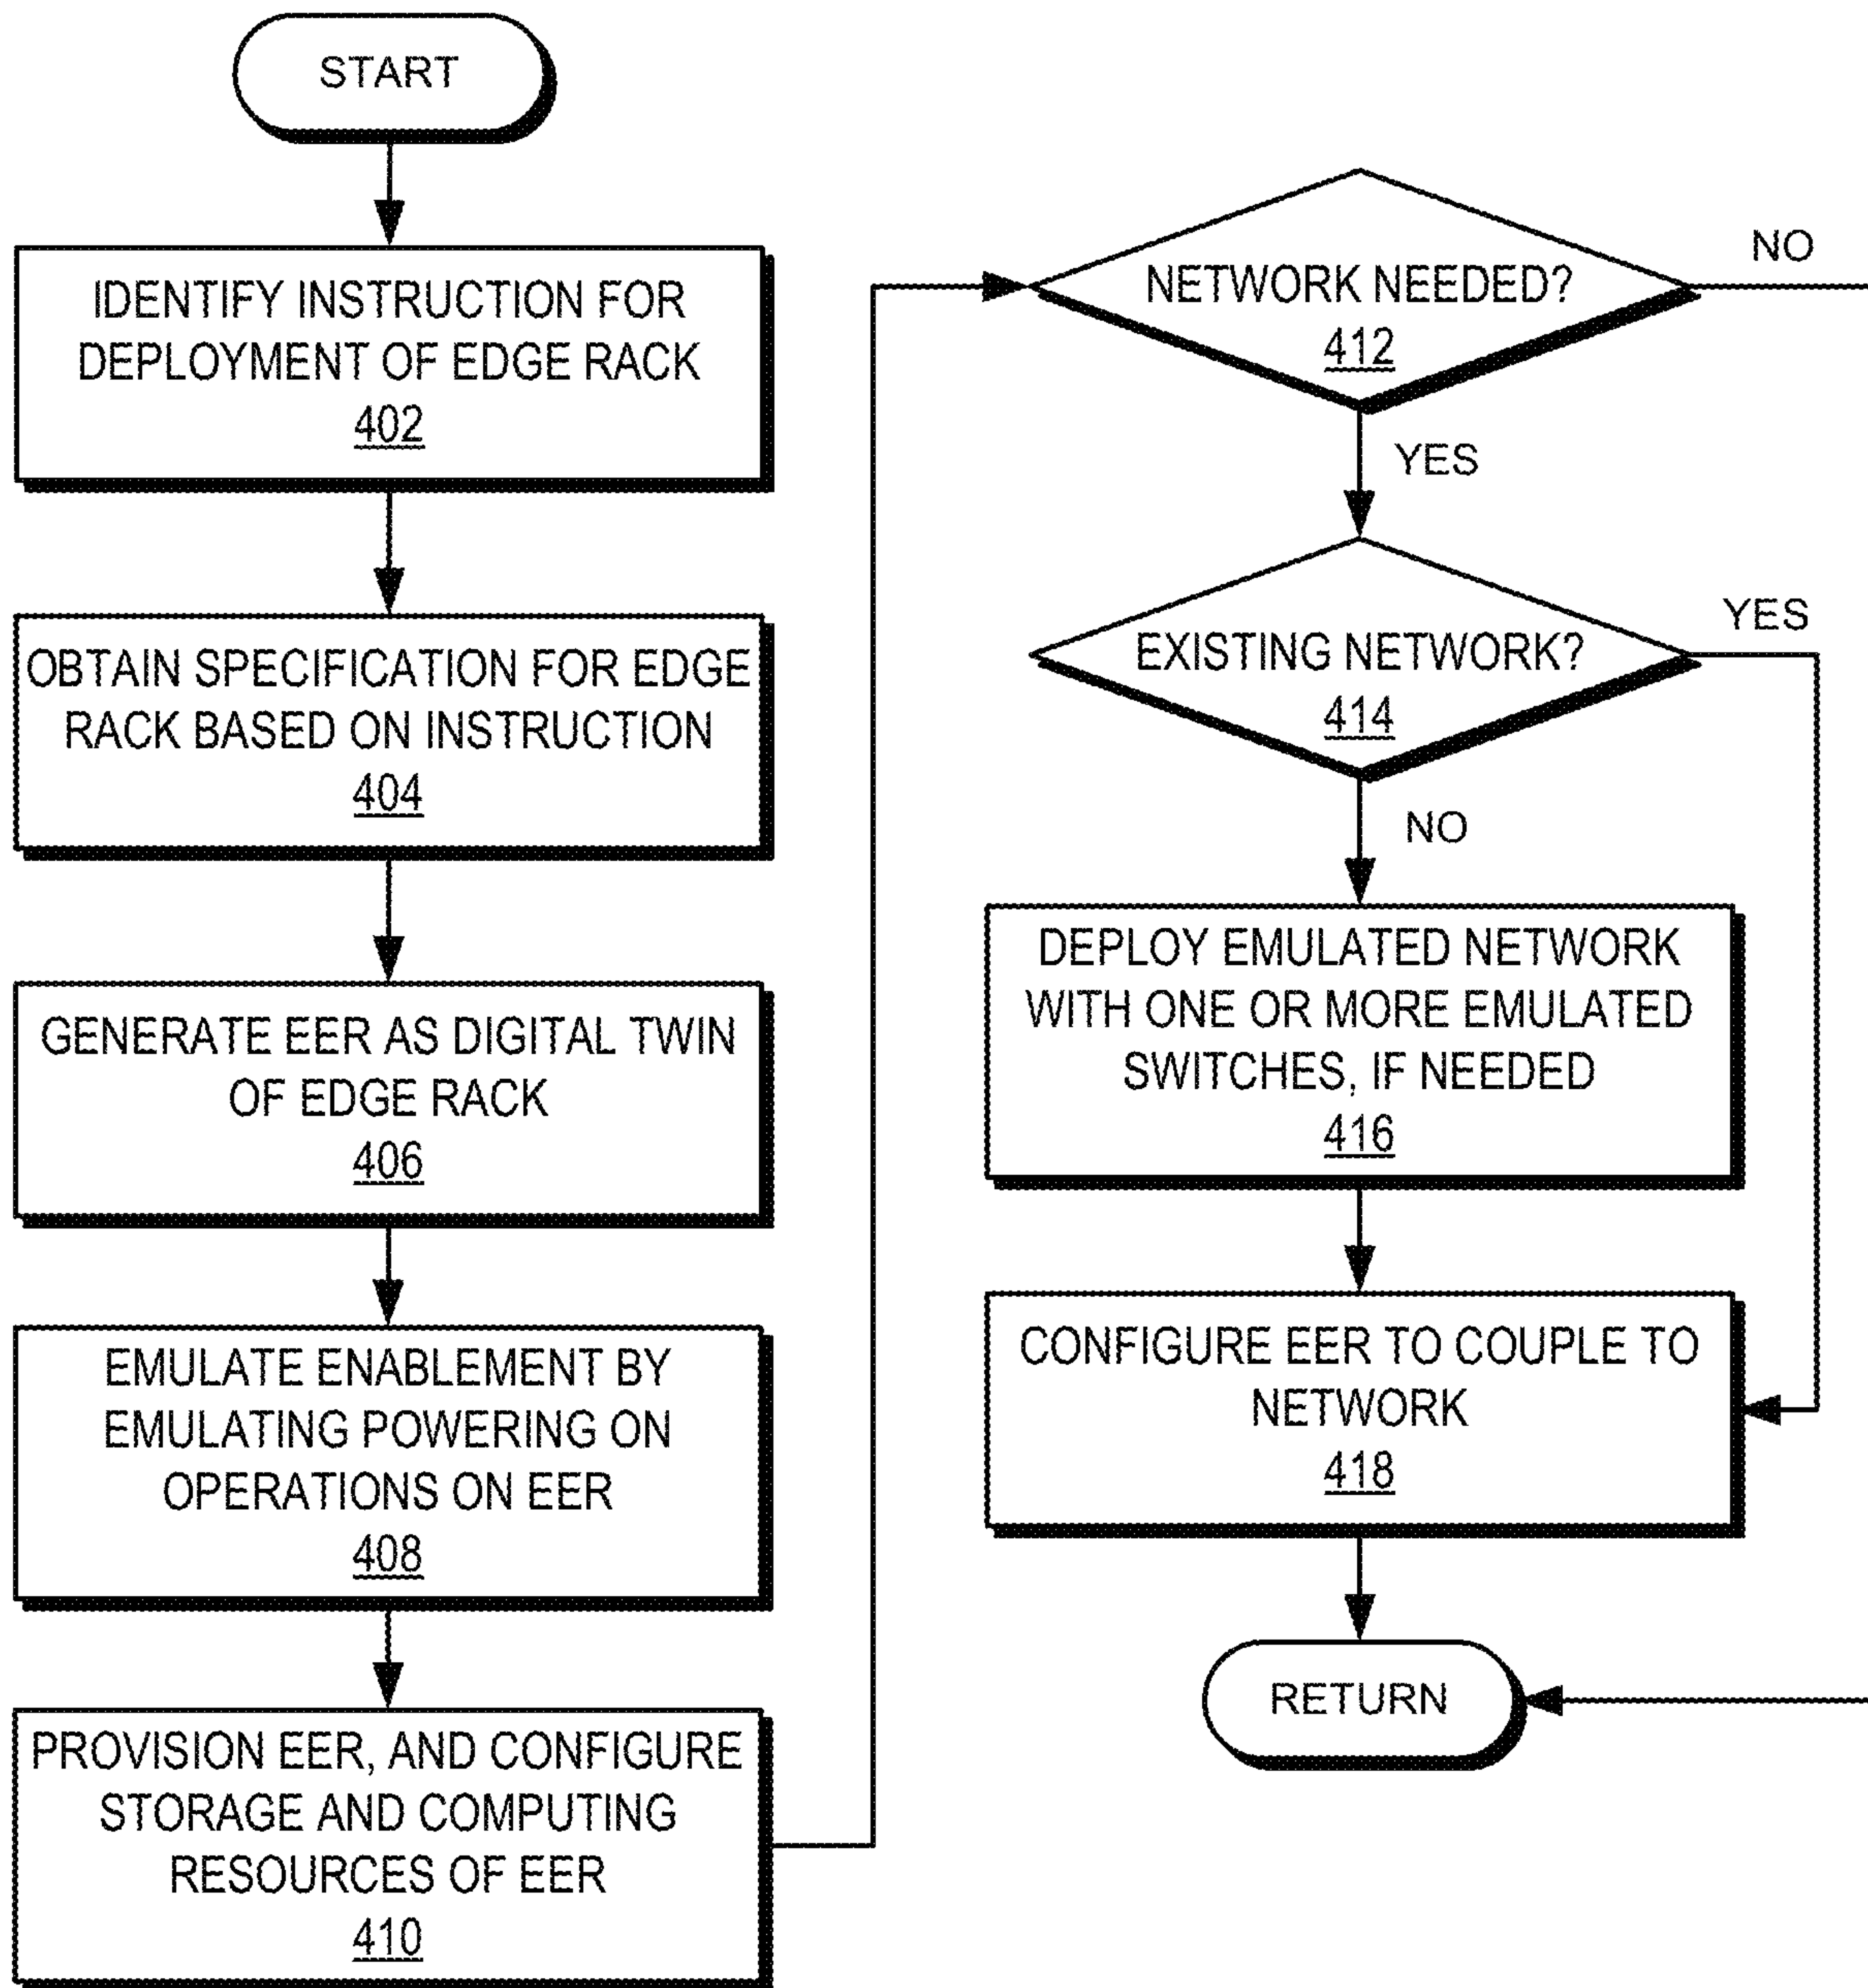 START
IDENTIFY INSTRUCTION FOR
DEPLOYMENT OF EDGE RACK
402
OBTAIN SPECIFICATION FOR EDGE
RACK BASED ON INSTRUCTION
404
GENERATE EER AS DIGITAL TWIN
OF EDGE RACK
406
EMULATE ENABLEMENT BY
EMULATING POWERING ON
OPERATIONS ON EER
408
PROVISION EER, AND CONFIGURE
STORAGE AND COMPUTING
RESOURCES OF EER
410
NETWORK NEEDED?
412
NO
YES
EXISTING NETWORK?
414
YES
NO
DEPLOY EMULATED NETWORK
WITH ONE OR MORE EMULATED
SWITCHES, IF NEEDED
416
CONFIGURE EER TO COUPLE TO
NETWORK
418
RETURN